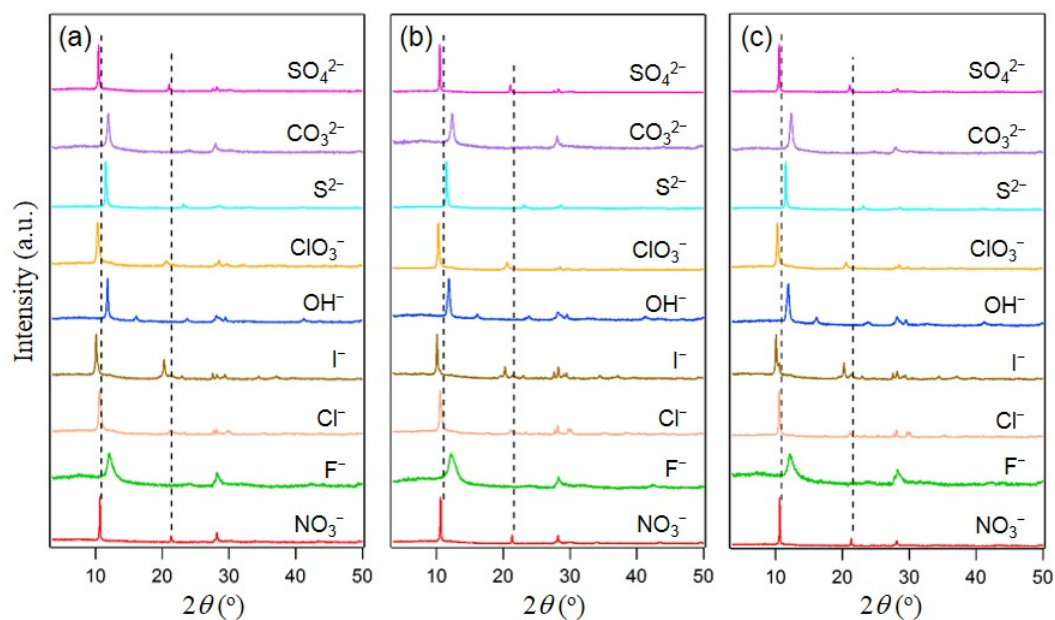 Intensity (a.u.)
(a)
SO₄²⁻
CO₃²⁻
S²⁻
ClO₃⁻
OH⁻
I⁻
Cl⁻
F⁻
NO₃⁻
10 20 30 40 50
2θ (°)
(b)
SO₄²⁻
CO₃²⁻
S²⁻
ClO₃⁻
OH⁻
I⁻
Cl⁻
F⁻
NO₃⁻
10 20 30 40 50
2θ (°)
(c)
SO₄²⁻
CO₃²⁻
S²⁻
ClO₃⁻
OH⁻
I⁻
Cl⁻
F⁻
NO₃⁻
10 20 30 40 50
2θ (°)